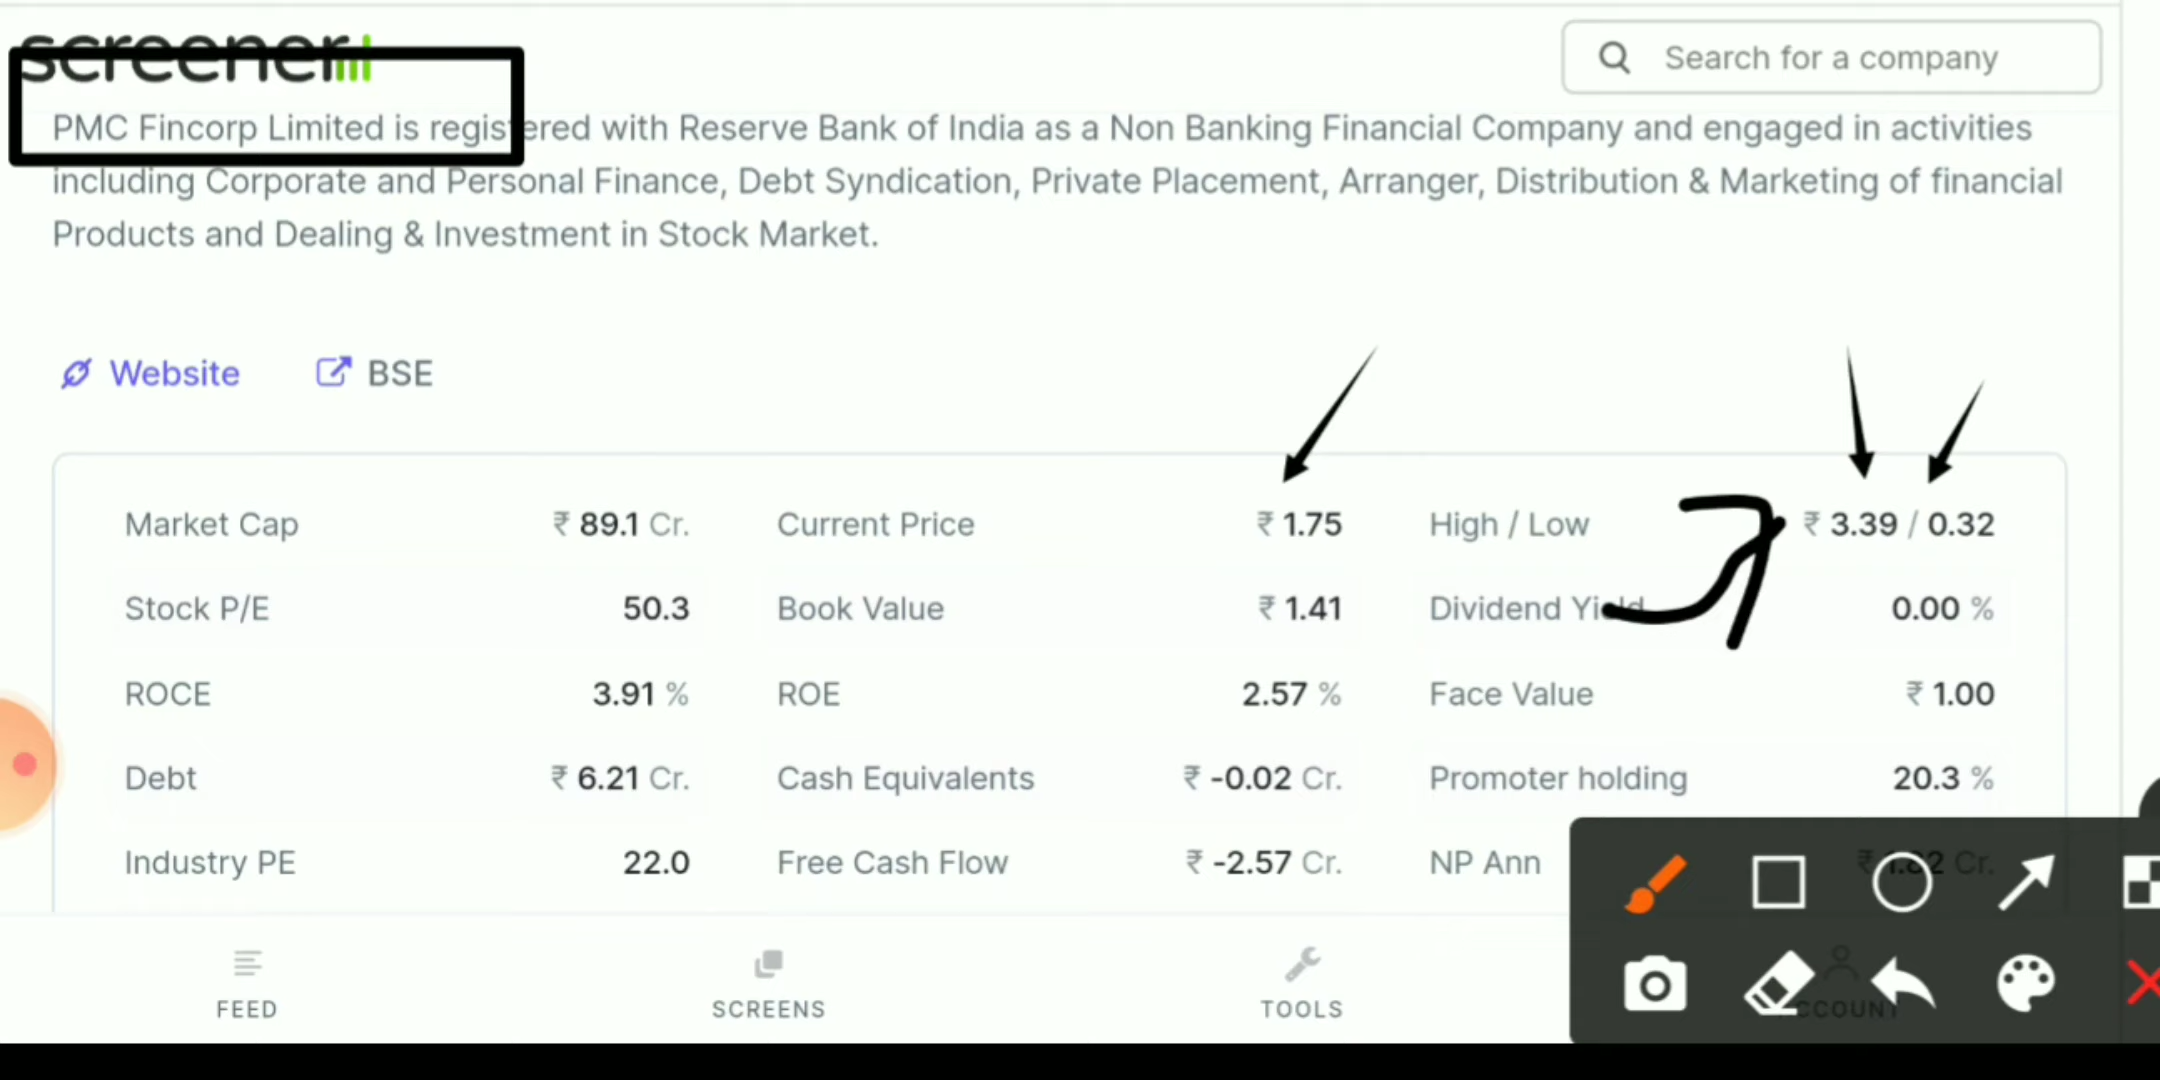 screener
Search for a company
PMC Fincorp Limited is registered with Reserve Bank of India as a Non Banking Financial Company and engaged in activities
including Corporate and Personal Finance, Debt Syndication, Private Placement, Arranger, Distribution & Marketing of financial
Products and Dealing & Investment in Stock Market.
Website BSE
Market Cap ₹ 89.1 Cr. Current Price ₹ 1.75 High / Low ₹ 3.39 / 0.32
Stock P/E 50.3 Book Value ₹ 1.41 Dividend Yield 0.00 %
ROCE 3.91 % ROE 2.57 % Face Value ₹ 1.00
Debt ₹ 6.21 Cr. Cash Equivalents ₹ -0.02 Cr. Promoter holding 20.3 %
Industry PE 22.0 Free Cash Flow ₹ -2.57 Cr. NP Ann ₹ Cr.
FEED SCREENS TOOLS